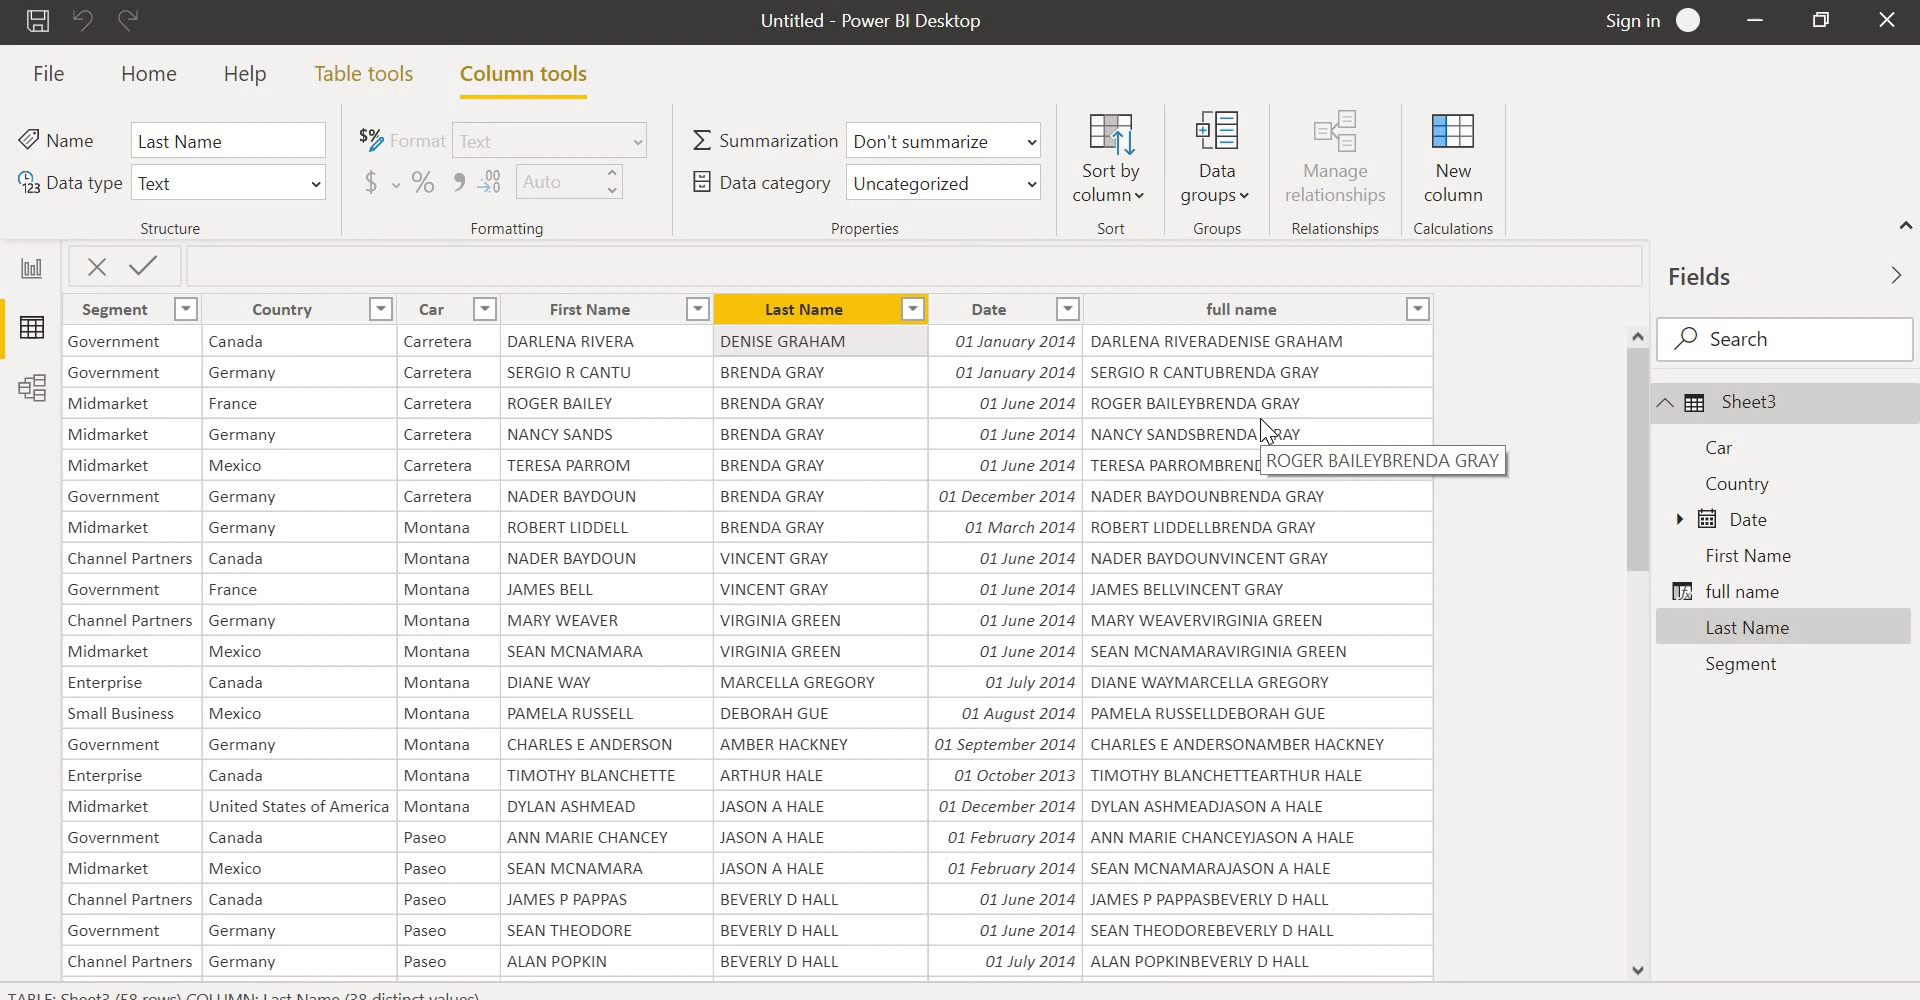 Untitled - Power BI Desktop
Sign in
File Home Help Table tools Column tools
Name Last Name
Data type Text
Structure
Format Text
$ % 9 .00 Auto
Formatting
Summarization Don't summarize
Data category Uncategorized
Properties
Sort by
column
Sort
Data
groups
Groups
Manage
relationships
Relationships
New
column
Calculations
Segment Country Car First Name Last Name Date full name
Government Canada Carretera DARLENA RIVERA DENISE GRAHAM 01 January 2014 DARLENA RIVERADENISE GRAHAM
Government Germany Carretera SERGIO R CANTU BRENDA GRAY 01 January 2014 SERGIO R CANTUBRENDA GRAY
Midmarket France Carretera ROGER BAILEY BRENDA GRAY 01 June 2014 ROGER BAILEYBRENDA GRAY
Midmarket Germany Carretera NANCY SANDS BRENDA GRAY 01 June 2014 NANCY SANDSBRENDA RAY
Midmarket Mexico Carretera TERESA PARROM BRENDA GRAY 01 June 2014 TERESA PARROMBREND
ROGER BAILEYBRENDA GRAY
Government Germany Carretera NADER BAYDOUN BRENDA GRAY 01 December 2014 NADER BAYDOUNBRENDA GRAY
Midmarket Germany Montana ROBERT LIDDELL BRENDA GRAY 01 March 2014 ROBERT LIDDELLBRENDA GRAY
Channel Partners Canada Montana NADER BAYDOUN VINCENT GRAY 01 June 2014 NADER BAYDOUNVINCENT GRAY
Government France Montana JAMES BELL VINCENT GRAY 01 June 2014 JAMES BELLVINCENT GRAY
Channel Partners Germany Montana MARY WEAVER VIRGINIA GREEN 01 June 2014 MARY WEAVERVIRGINIA GREEN
Midmarket Mexico Montana SEAN MCNAMARA VIRGINIA GREEN 01 June 2014 SEAN MCNAMARAVIRGINIA GREEN
Enterprise Canada Montana DIANE WAY MARCELLA GREGORY 01 July 2014 DIANE WAYMARCELLA GREGORY
Small Business Mexico Montana PAMELA RUSSELL DEBORAH GUE 01 August 2014 PAMELA RUSSELLDEBORAH GUE
Government Germany Montana CHARLES E ANDERSON AMBER HACKNEY 01 September 2014 CHARLES E ANDERSONAMBER HACKNEY
Enterprise Canada Montana TIMOTHY BLANCHETTE ARTHUR HALE 01 October 2013 TIMOTHY BLANCHETTEARTHUR HALE
Midmarket United States of America Montana DYLAN ASHMEAD JASON A HALE 01 December 2014 DYLAN ASHMEADJASON A HALE
Government Canada Paseo ANN MARIE CHANCEY JASON A HALE 01 February 2014 ANN MARIE CHANCEYJASON A HALE
Midmarket Mexico Paseo SEAN MCNAMARA JASON A HALE 01 February 2014 SEAN MCNAMARAJASON A HALE
Channel Partners Canada Paseo JAMES P PAPPAS BEVERLY D HALL 01 June 2014 JAMES P PAPPASBEVERLY D HALL
Government Germany Paseo SEAN THEODORE BEVERLY D HALL 01 June 2014 SEAN THEODOREBEVERLY D HALL
Channel Partners Germany Paseo ALAN POPKIN BEVERLY D HALL 01 July 2014 ALAN POPKINBEVERLY D HALL
TABLE: Sheet3 (58 rows) COLUMN: Last Name (38 distinct values)
Fields
Search
Sheet3
Car
Country
Date
First Name
full name
Last Name
Segment